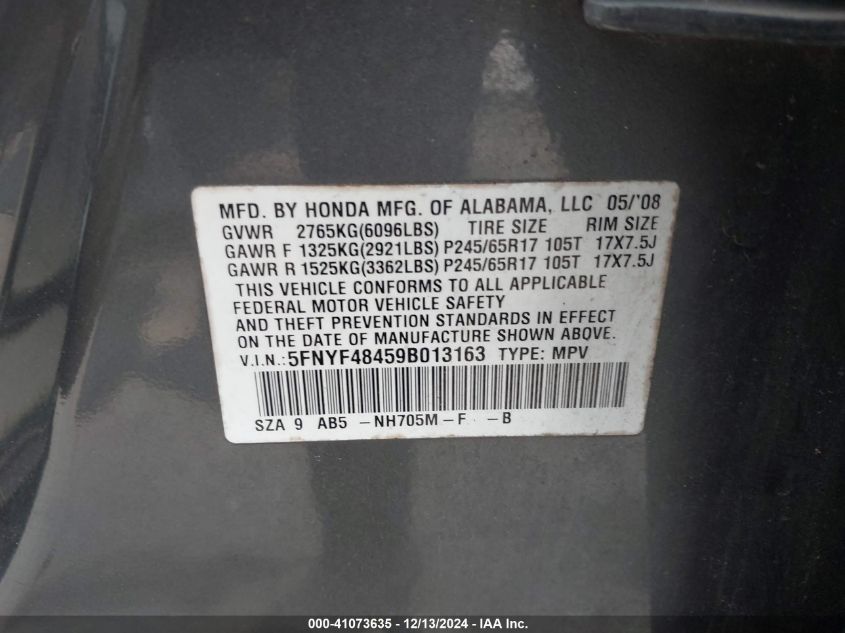 MFD. BY HONDA MFG. OF ALABAMA, LLC 05/'08
GVWR 2765KG(6096LBS) TIRE SIZE RIM SIZE
GAWR F 1325KG(2921LBS) P245/65R17 105T 17X7.5J
GAWR R 1525KG(3362LBS) P245/65R17 105T 17X7.5J
THIS VEHICLE CONFORMS TO ALL APPLICABLE
FEDERAL MOTOR VEHICLE SAFETY
AND THEFT PREVENTION STANDARDS IN EFFECT
ON THE DATE OF MANUFACTURE SHOWN ABOVE.
V.I.N.:5FNYF48459B013163 TYPE: MPV
SZA 9 AB5 -NH705M-F -B
000-41073635 - 12/13/2024 - IAA Inc.